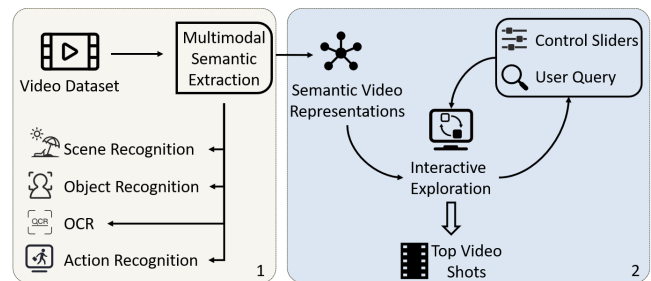 Video Dataset
Multimodal
Semantic
Extraction
Scene Recognition
Object Recognition
OCR
OCR
Action Recognition
1
Semantic Video
Representations
Control Sliders
User Query
Interactive
Exploration
Top Video
Shots
2